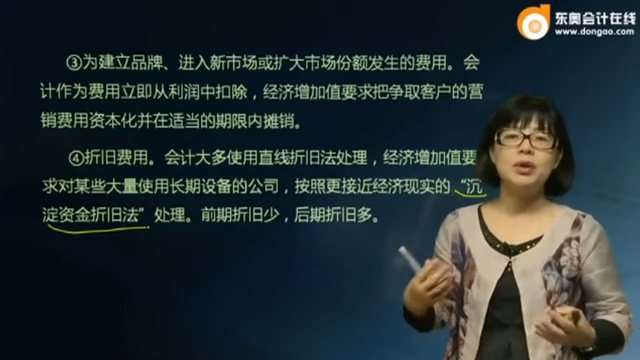 东奥会计在线
www.dongao.com
③为建立品牌、进入新市场或扩大市场份额发生的费用。会
计作为费用立即从利润中扣除，经济增加值要求把争取客户的营
销费用资本化并在适当的期限内摊销。
④折旧费用。会计大多使用直线折旧法处理，经济增加值要
求对某些大量使用长期设备的公司，按照更接近经济现实的“沉
淀资金折旧法”处理。前期折旧少，后期折旧多。